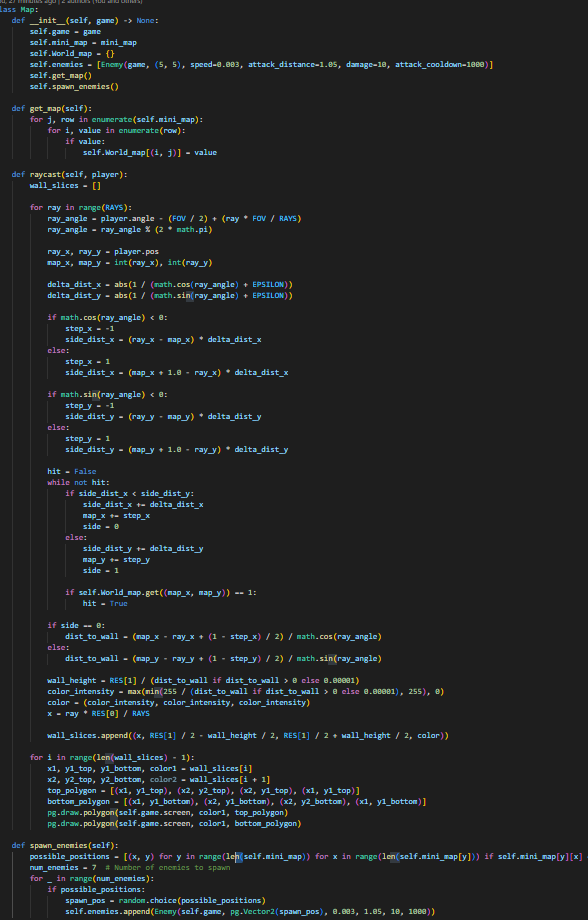 27 minutes ago | 2 authors (You and others)
class Map:
    def __init__(self, game) -> None:
        self.game = game
        self.mini_map = mini_map
        self.World_map = {}
        self.enemies = [Enemy(game, (5, 5), speed=0.003, attack_distance=1.05, damage=10, attack_cooldown=1000)]
        self.get_map()
        self.spawn_enemies()

    def get_map(self):
        for j, row in enumerate(self.mini_map):
            for i, value in enumerate(row):
                if value:
                    self.World_map[(i, j)] = value

    def raycast(self, player):
        wall_slices = []

        for ray in range(RAYS):
            ray_angle = player.angle - (FOV / 2) + (ray * FOV / RAYS)
            ray_angle = ray_angle % (2 * math.pi)

            ray_x, ray_y = player.pos
            map_x, map_y = int(ray_x), int(ray_y)

            delta_dist_x = abs(1 / (math.cos(ray_angle) + EPSILON))
            delta_dist_y = abs(1 / (math.sin(ray_angle) + EPSILON))

            if math.cos(ray_angle) < 0:
                step_x = -1
                side_dist_x = (ray_x - map_x) * delta_dist_x
            else:
                step_x = 1
                side_dist_x = (map_x + 1.0 - ray_x) * delta_dist_x

            if math.sin(ray_angle) < 0:
                step_y = -1
                side_dist_y = (ray_y - map_y) * delta_dist_y
            else:
                step_y = 1
                side_dist_y = (map_y + 1.0 - ray_y) * delta_dist_y

            hit = False
            while not hit:
                if side_dist_x < side_dist_y:
                    side_dist_x += delta_dist_x
                    map_x += step_x
                    side = 0
                else:
                    side_dist_y += delta_dist_y
                    map_y += step_y
                    side = 1

                if self.World_map.get((map_x, map_y)) == 1:
                    hit = True

            if side == 0:
                dist_to_wall = (map_x - ray_x + (1 - step_x) / 2) / math.cos(ray_angle)
            else:
                dist_to_wall = (map_y - ray_y + (1 - step_y) / 2) / math.sin(ray_angle)

            wall_height = RES[1] / (dist_to_wall if dist_to_wall > 0 else 0.00001)
            color_intensity = max(min(255 / (dist_to_wall if dist_to_wall > 0 else 0.00001), 255), 0)
            color = (color_intensity, color_intensity, color_intensity)
            x = ray * RES[0] / RAYS

            wall_slices.append((x, RES[1] / 2 - wall_height / 2, RES[1] / 2 + wall_height / 2, color))

        for i in range(len(wall_slices) - 1):
            x1, y1_top, y1_bottom, color1 = wall_slices[i]
            x2, y2_top, y2_bottom, color2 = wall_slices[i + 1]
            top_polygon = [(x1, y1_top), (x2, y2_top), (x2, y1_top), (x1, y1_top)]
            bottom_polygon = [(x1, y1_bottom), (x2, y1_bottom), (x2, y2_bottom), (x1, y1_bottom)]
            pg.draw.polygon(self.game.screen, color1, top_polygon)
            pg.draw.polygon(self.game.screen, color1, bottom_polygon)

    def spawn_enemies(self):
        possible_positions = [(x, y) for y in range(len(self.mini_map)) for x in range(len(self.mini_map[y])) if self.mini_map[y][x]
        num_enemies = 7  # Number of enemies to spawn
        for _ in range(num_enemies):
            if possible_positions:
                spawn_pos = random.choice(possible_positions)
                self.enemies.append(Enemy(self.game, pg.Vector2(spawn_pos), 0.003, 1.05, 10, 1000))